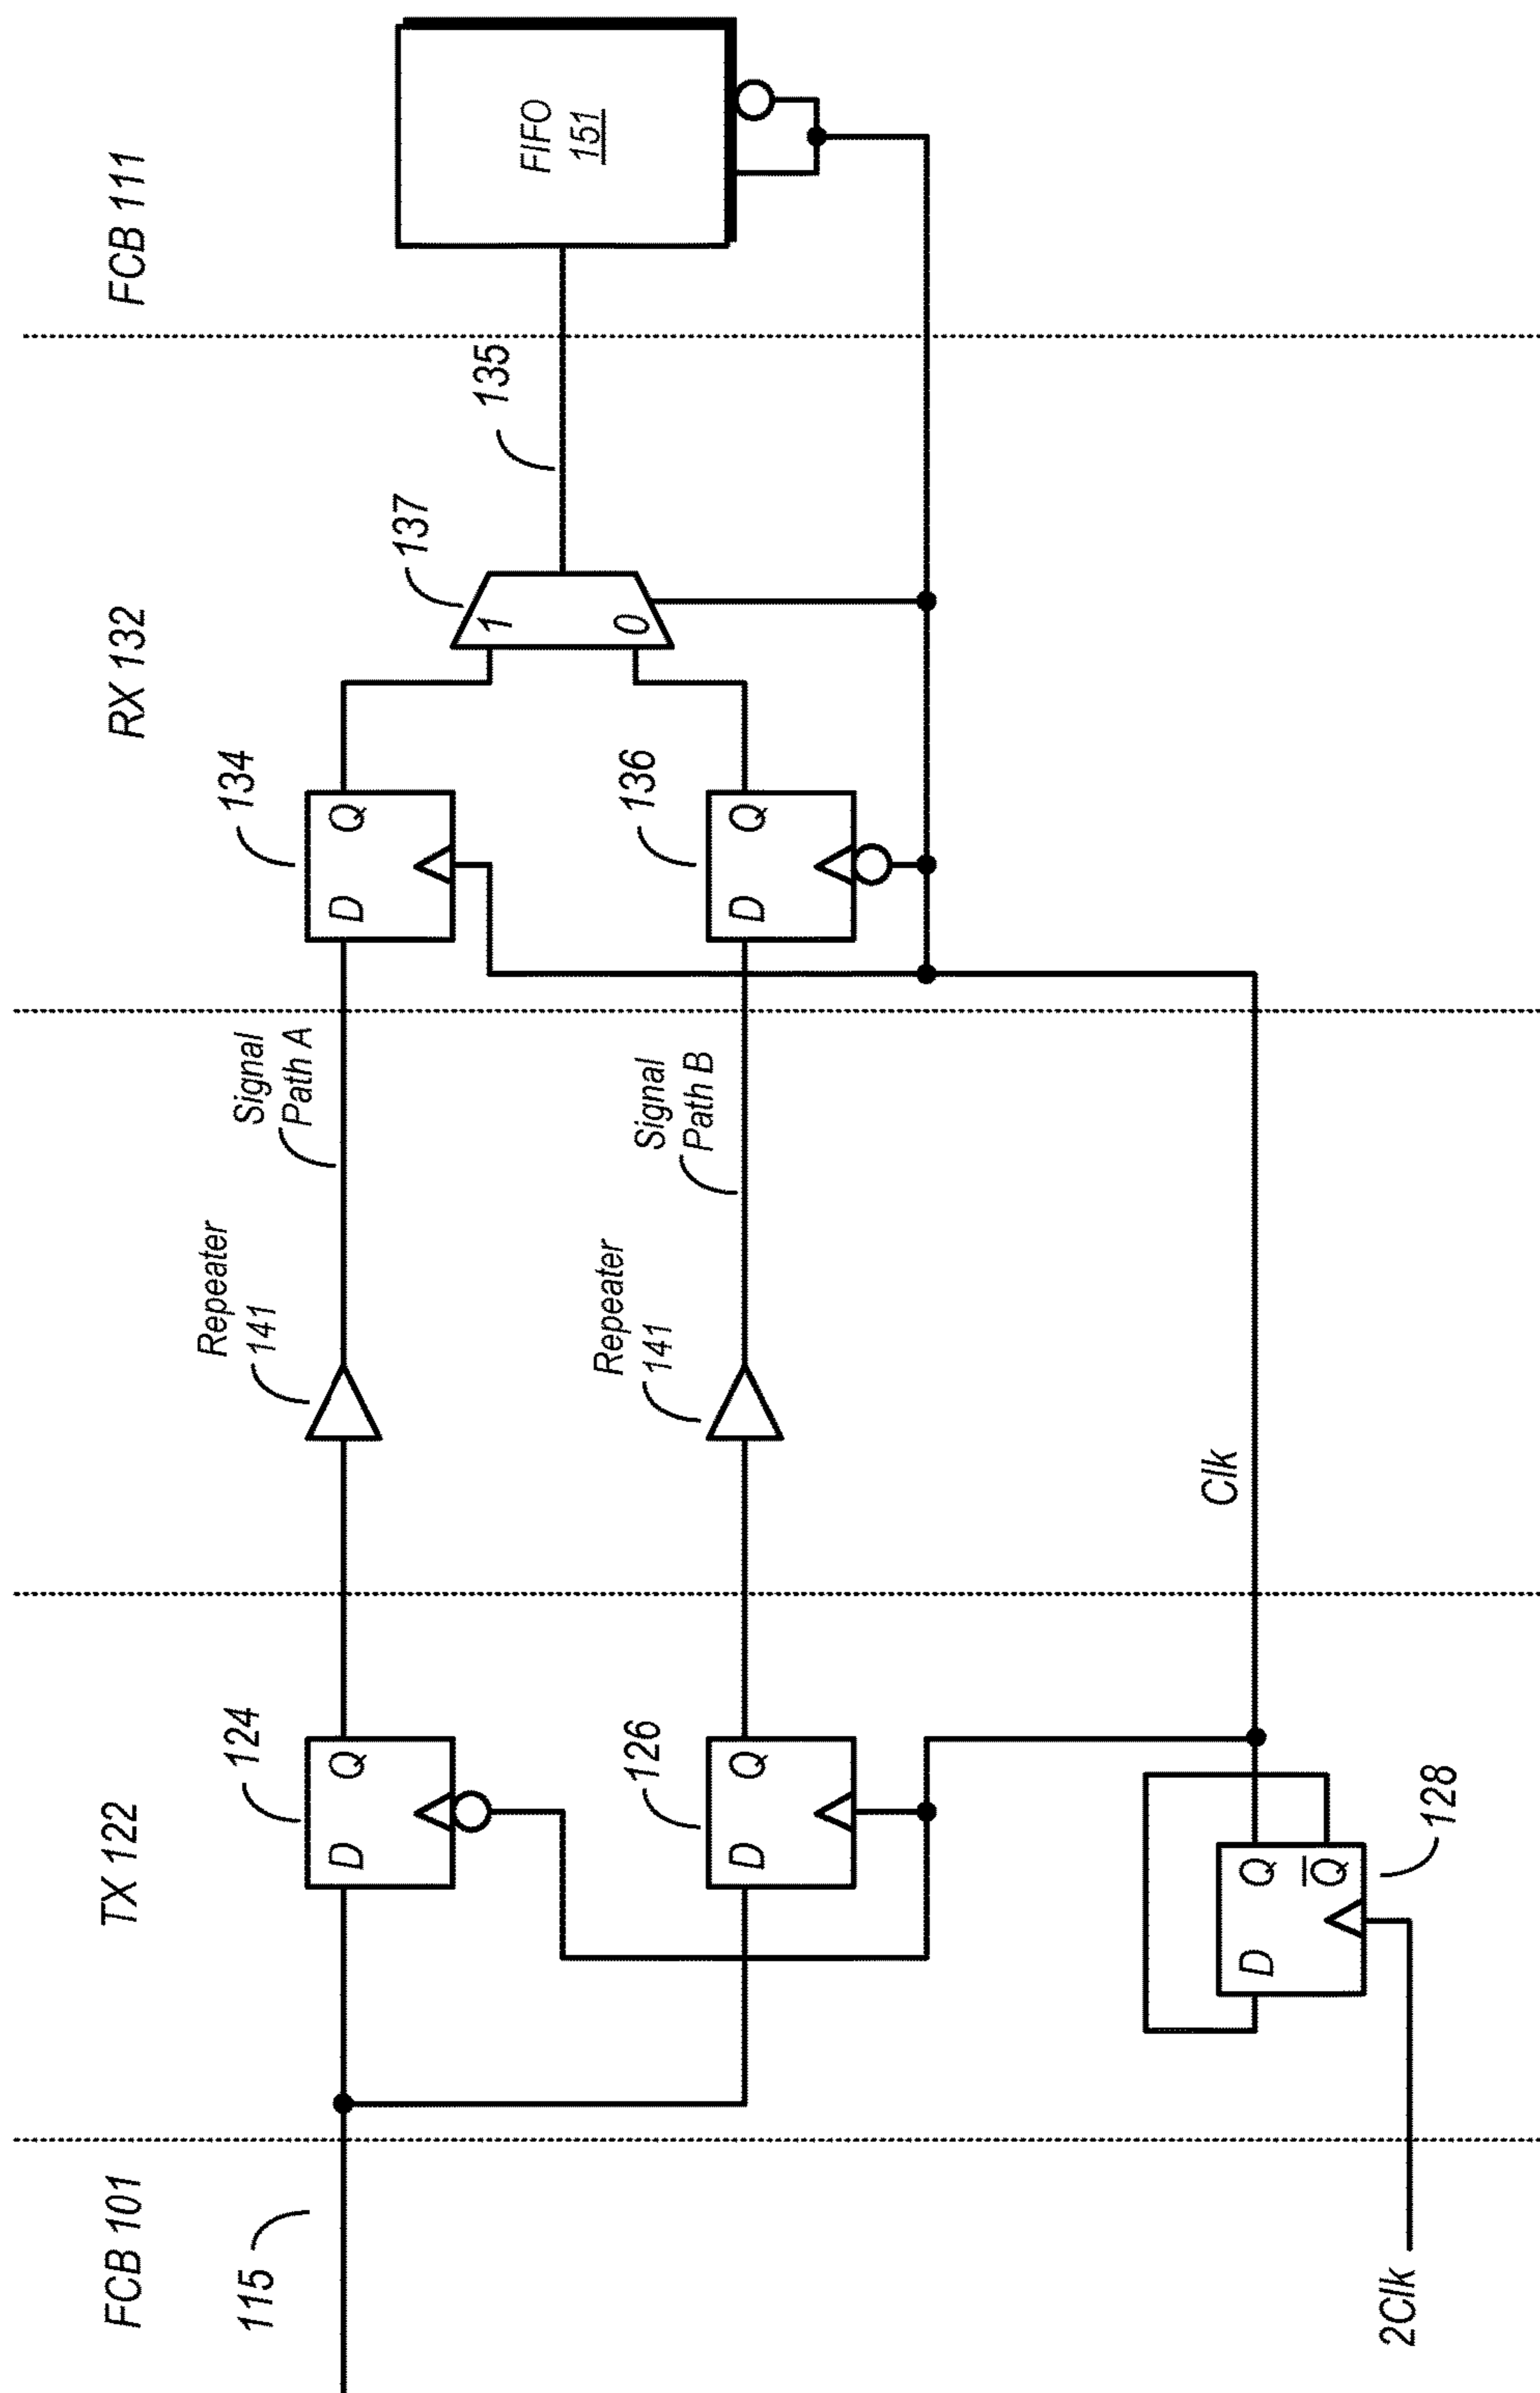 FCB 101
TX 122
RX 132
FCB 111
115
124
D
Q
Repeater
141
Signal
Path A
134
D
Q
137
1
0
135
FIFO
151
126
D
Q
Repeater
141
Signal
Path B
136
D
Q
Clk
D
Q
Q̅
128
2Clk